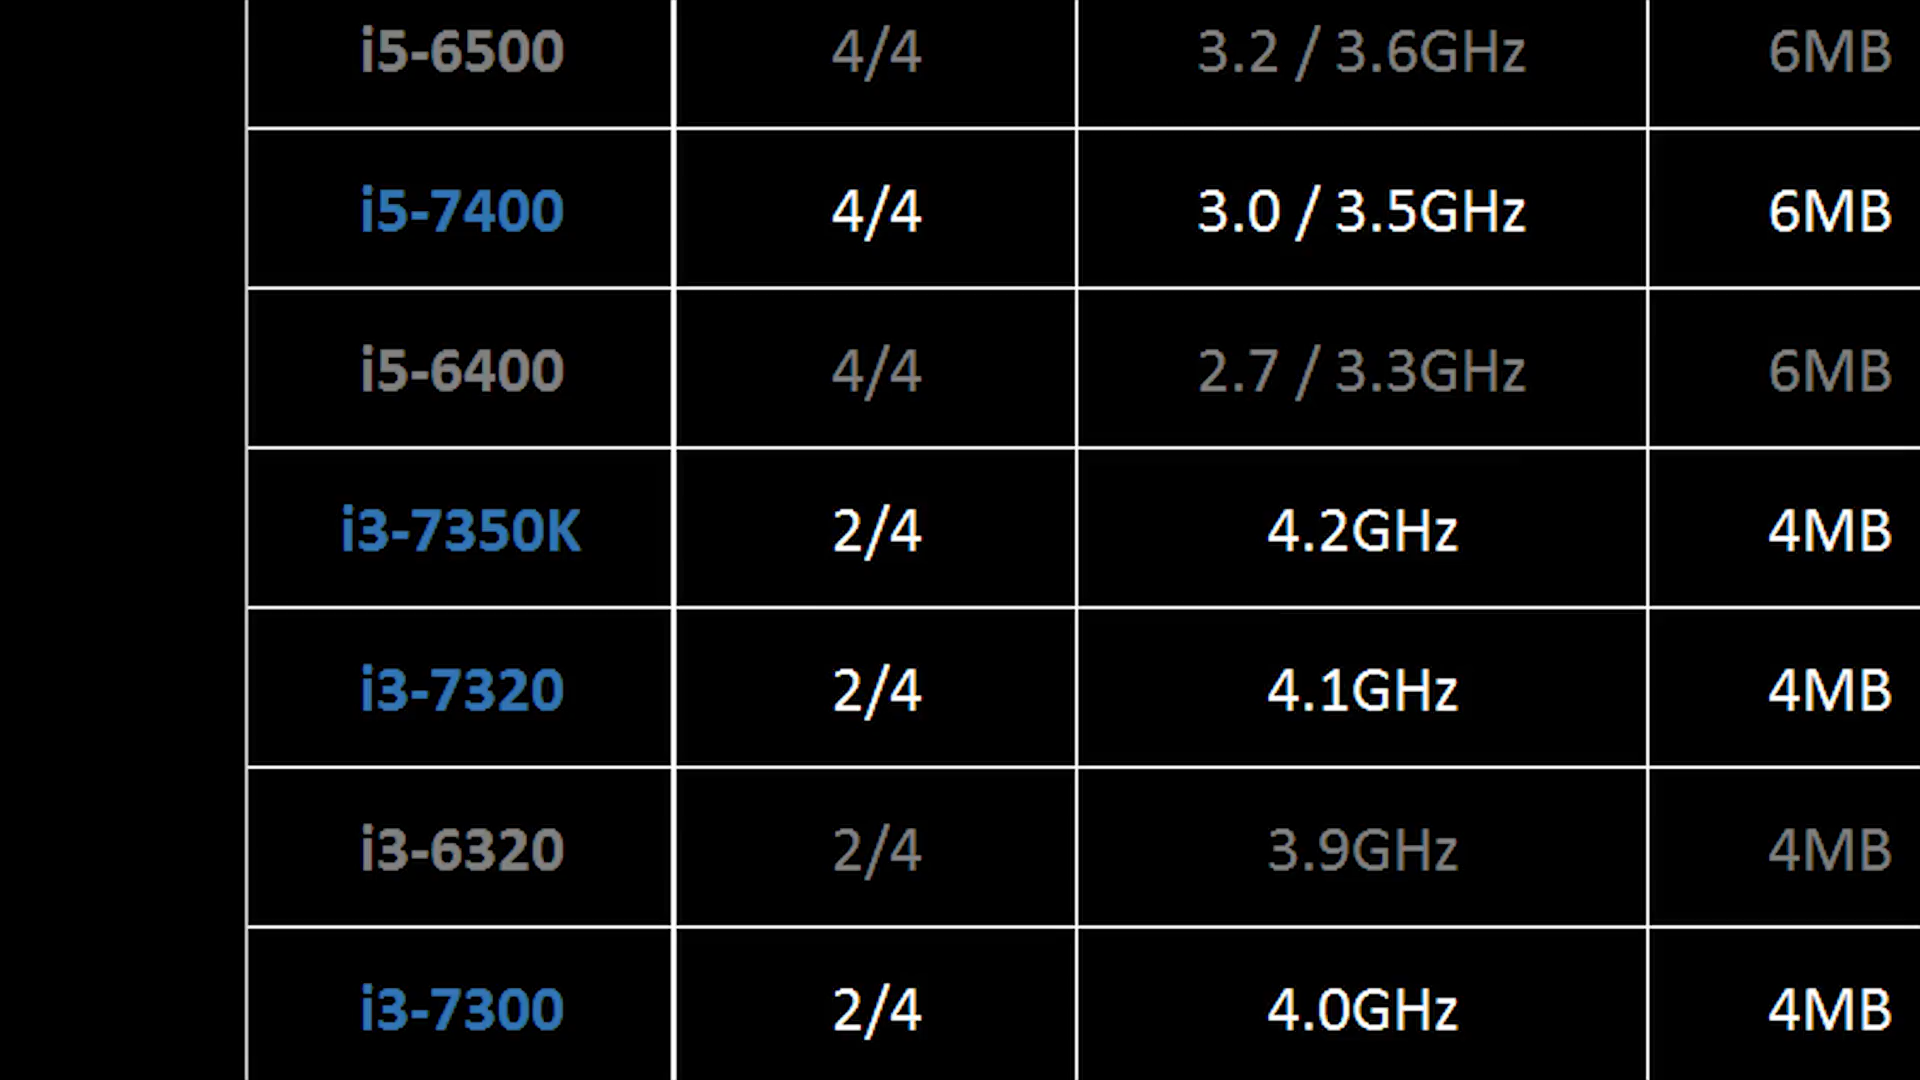 i5-6500 4/4 3.2 / 3.6GHz 6MB
i5-7400 4/4 3.0 / 3.5GHz 6MB
i5-6400 4/4 2.7 / 3.3GHz 6MB
i3-7350K 2/4 4.2GHz 4MB
i3-7320 2/4 4.1GHz 4MB
i3-6320 2/4 3.9GHz 4MB
i3-7300 2/4 4.0GHz 4MB